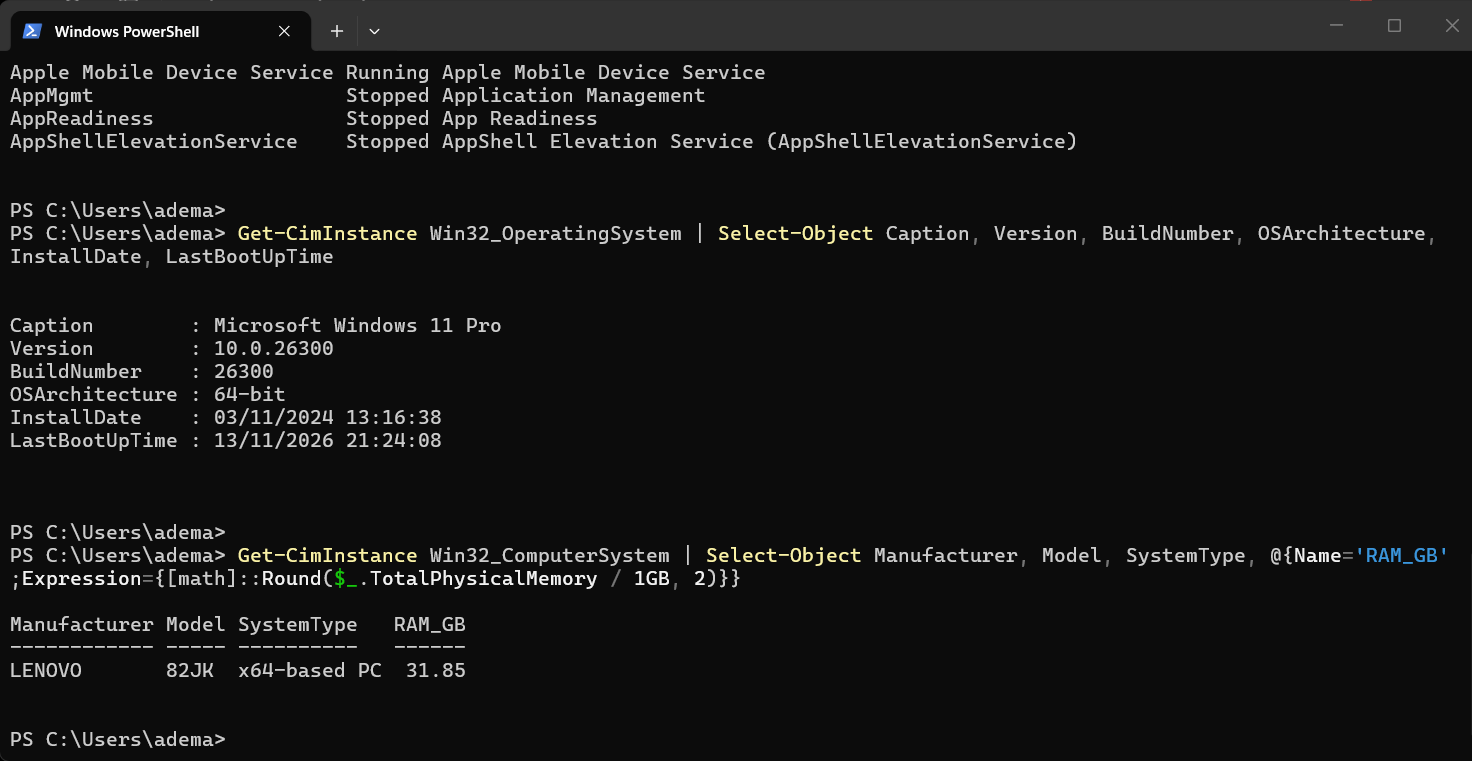 Windows PowerShell
Apple Mobile Device Service Running Apple Mobile Device Service
AppMgmt                     Stopped Application Management
AppReadiness                Stopped App Readiness
AppShellElevationService    Stopped AppShell Elevation Service (AppShellElevationService)
PS C:\Users\adema>
PS C:\Users\adema> Get-CimInstance Win32_OperatingSystem | Select-Object Caption, Version, BuildNumber, OSArchitecture,
InstallDate, LastBootUpTime
Caption        : Microsoft Windows 11 Pro
Version        : 10.0.26300
BuildNumber    : 26300
OSArchitecture : 64-bit
InstallDate    : 03/11/2024 13:16:38
LastBootUpTime : 13/11/2026 21:24:08
PS C:\Users\adema>
PS C:\Users\adema> Get-CimInstance Win32_ComputerSystem | Select-Object Manufacturer, Model, SystemType, @{Name='RAM_GB'
;Expression={[math]::Round($_.TotalPhysicalMemory / 1GB, 2)}}
Manufacturer Model SystemType   RAM_GB
------------ ----- ----------   ------
LENOVO       82JK  x64-based PC  31.85
PS C:\Users\adema>